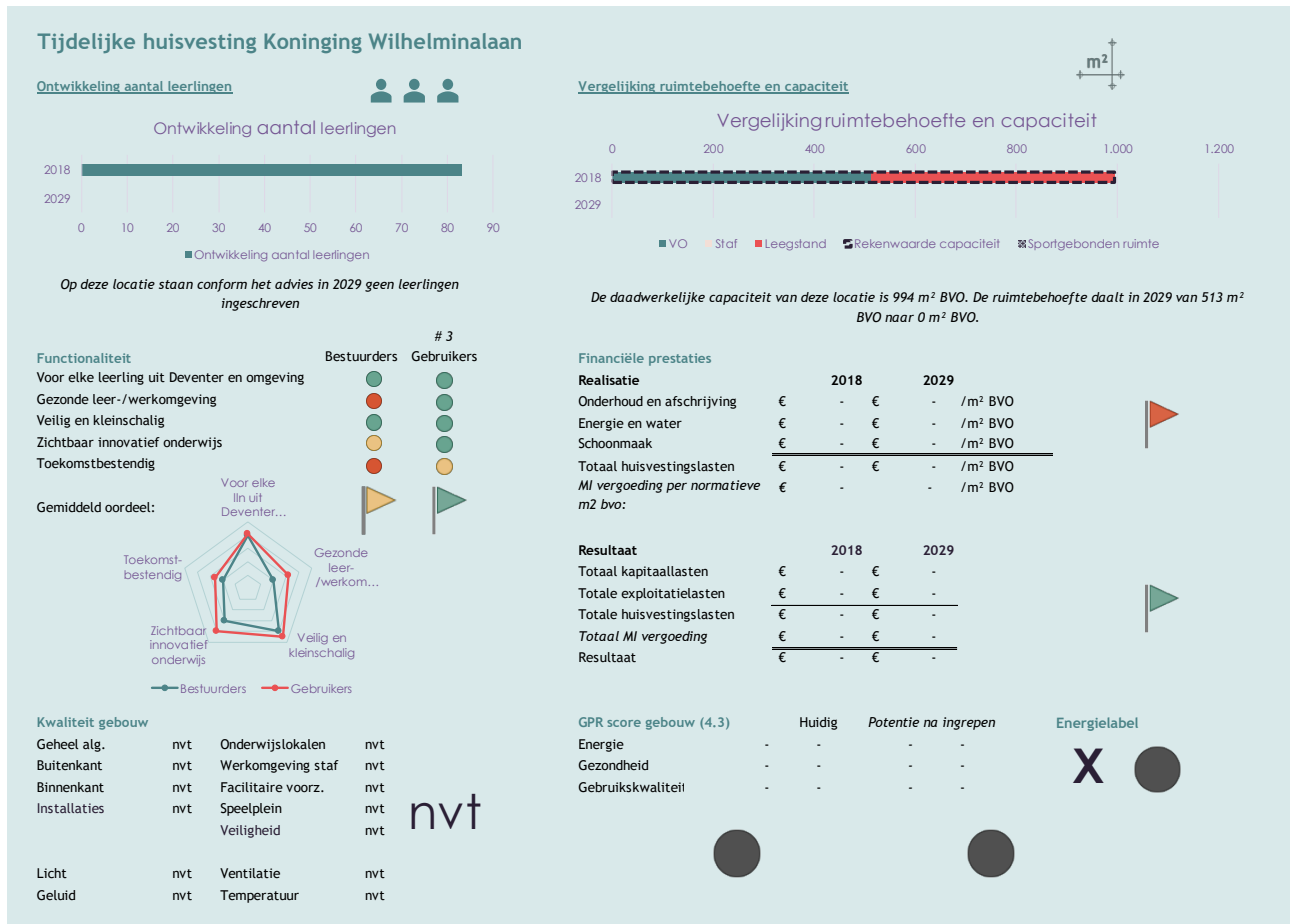 Tijdelijke huisvesting Koninging Wilhelminalaan
Ontwikkeling aantal leerlingen
Ontwikkeling aantal leerlingen
2018
2029
0 10 20 30 40 50 60 70 80 90
Ontwikkeling aantal leerlingen
Op deze locatie staan conform het advies in 2029 geen leerlingen
ingeschreven
Vergelijking ruimtebehoefte en capaciteit
m²
Vergelijking ruimtebehoefte en capaciteit
0 200 400 600 800 1.000 1.200
2018
2029
VO Staf Leegstand Rekenwaarde capaciteit Sportgebonden ruimte
De daadwerkelijke capaciteit van deze locatie is 994 m² BVO. De ruimtebehoefte daalt in 2029 van 513 m²
BVO naar 0 m² BVO.
# 3
Functionaliteit Bestuurders Gebruikers
Voor elke leerling uit Deventer en omgeving
Gezonde leer-/werkomgeving
Veilig en kleinschalig
Zichtbaar innovatief onderwijs
Toekomstbestendig
Gemiddeld oordeel:
Voor elke
lln uit
Deventer...
Gezonde
leer-
/werkom...
Veilig en
kleinschalig
Zichtbaar
innovatief
onderwijs
Toekomst-
bestendig
Bestuurders Gebruikers
Financiële prestaties
Realisatie 2018 2029
Onderhoud en afschrijving € - € - /m² BVO
Energie en water € - € - /m² BVO
Schoonmaak € - € - /m² BVO
Totaal huisvestingslasten € - € - /m² BVO
MI vergoeding per normatieve
m2 bvo: € - - /m² BVO
Resultaat 2018 2029
Totaal kapitaallasten € - € -
Totale exploitatielasten € - € -
Totale huisvestingslasten € - € -
Totaal MI vergoeding € - € -
Resultaat € - € -
Kwaliteit gebouw
Geheel alg. nvt Onderwijslokalen nvt
Buitenkant nvt Werkomgeving staf nvt
Binnenkant nvt Facilitaire voorz. nvt
Installaties nvt Speelplein nvt
Veiligheid nvt
nvt
Licht nvt Ventilatie nvt
Geluid nvt Temperatuur nvt
GPR score gebouw (4.3) Huidig Potentie na ingrepen
Energie - - - -
Gezondheid - - - -
Gebruikskwaliteit - - - -
Energielabel
X